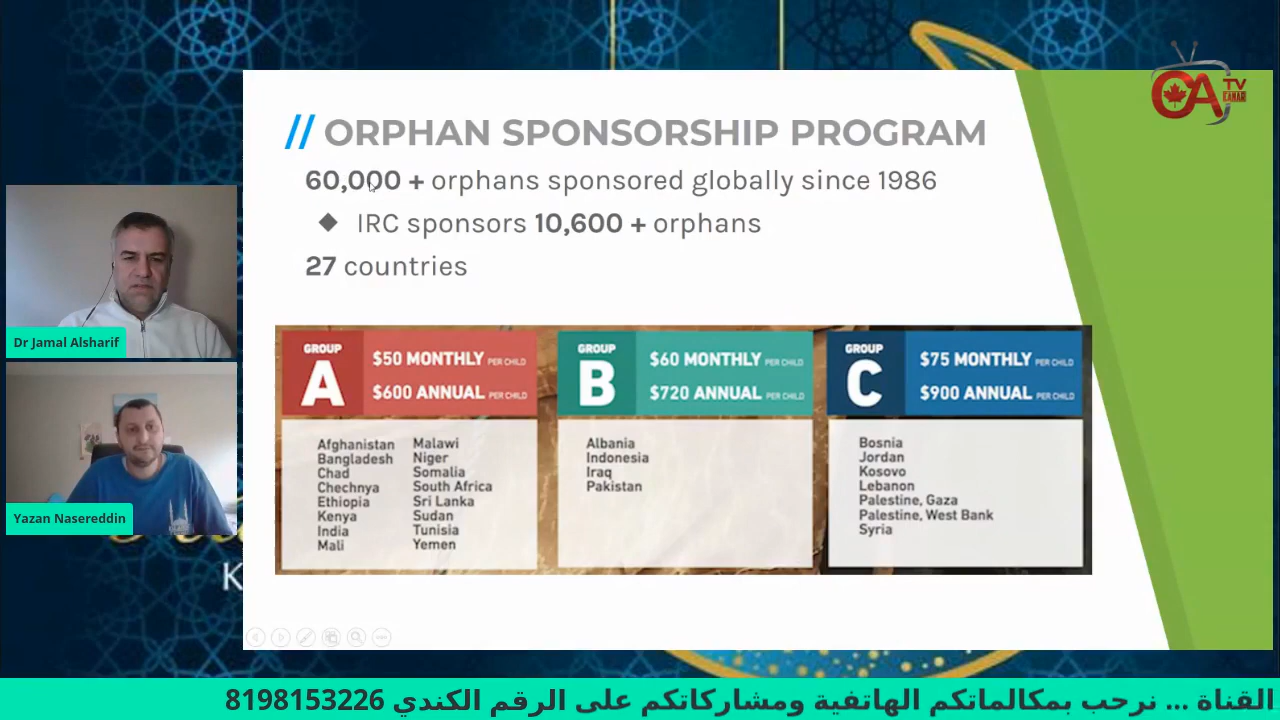 CA TV
KANARI
// ORPHAN SPONSORSHIP PROGRAM
60,000 + orphans sponsored globally since 1986
◆ IRC sponsors 10,600 + orphans
27 countries
GROUP A
$50 MONTHLY PER CHILD
$600 ANNUAL PER CHILD
Afghanistan
Bangladesh
Chad
Chechnya
Ethiopia
Kenya
India
Mali
Malawi
Niger
Somalia
South Africa
Sri Lanka
Sudan
Tunisia
Yemen
GROUP B
$60 MONTHLY PER CHILD
$720 ANNUAL PER CHILD
Albania
Indonesia
Iraq
Pakistan
GROUP C
$75 MONTHLY PER CHILD
$900 ANNUAL PER CHILD
Bosnia
Jordan
Kosovo
Lebanon
Palestine, Gaza
Palestine, West Bank
Syria
Dr Jamal Alsharif
Yazan Nasereddin
K
القناة ... نرحب بمكالماتكم الهاتفية ومشاركاتكم على الرقم الكندي 8198153226